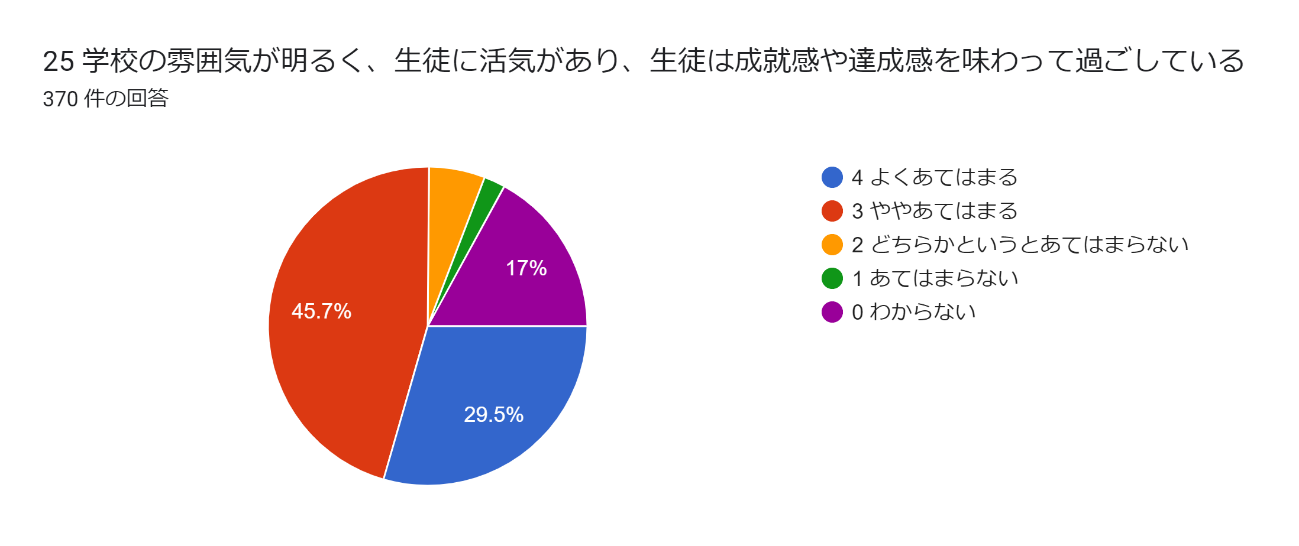 25 学校の雰囲気が明るく、生徒に活気があり、生徒は成就感や達成感を味わって過ごしている
370 件の回答
4 よくあてはまる
3 ややあてはまる
2 どちらかというとあてはまらない
1 あてはまらない
0 わからない
17%
45.7%
29.5%